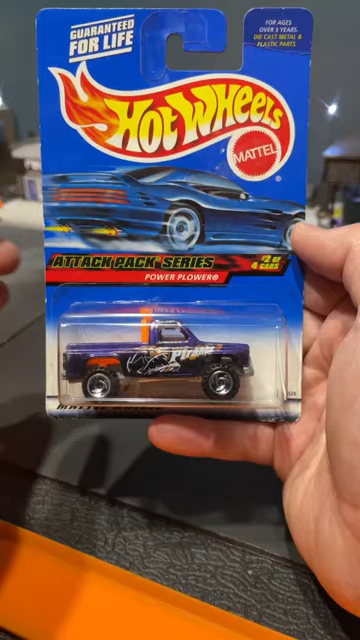 GUARANTEED
FOR LIFE
FOR AGES
OVER 3 YEARS.
DIE CAST METAL &
PLASTIC PARTS
HOT WHEELS
MATTEL
ATTACK PACK® SERIES
#2 OF
4 CARS
POWER PLOWER®